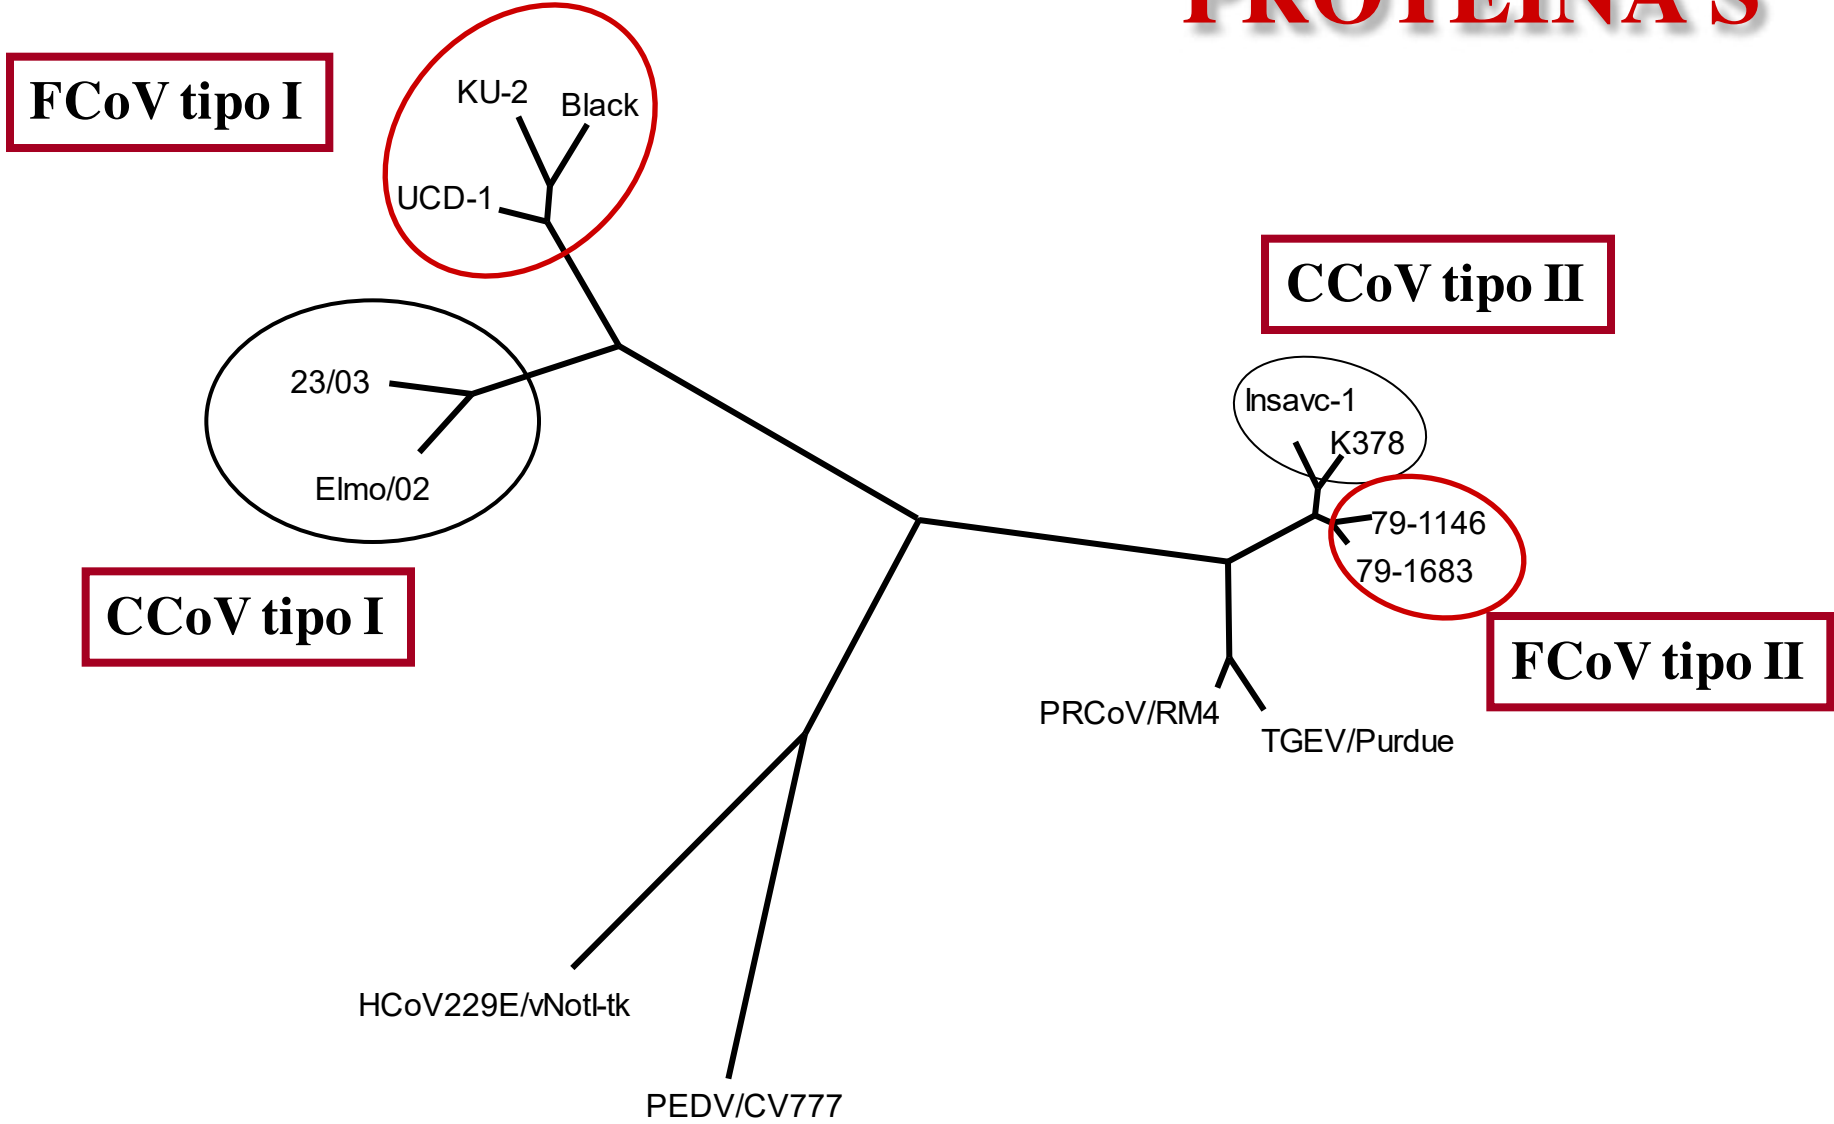 PROTEINA S
FCoV tipo I
KU-2
Black
UCD-1
CCoV tipo II
23/03
Insavc-1
K378
Elmo/02
79-1146
79-1683
CCoV tipo I
FCoV tipo II
PRCoV/RM4
TGEV/Purdue
HCoV229E/vNotI-tk
PEDV/CV777